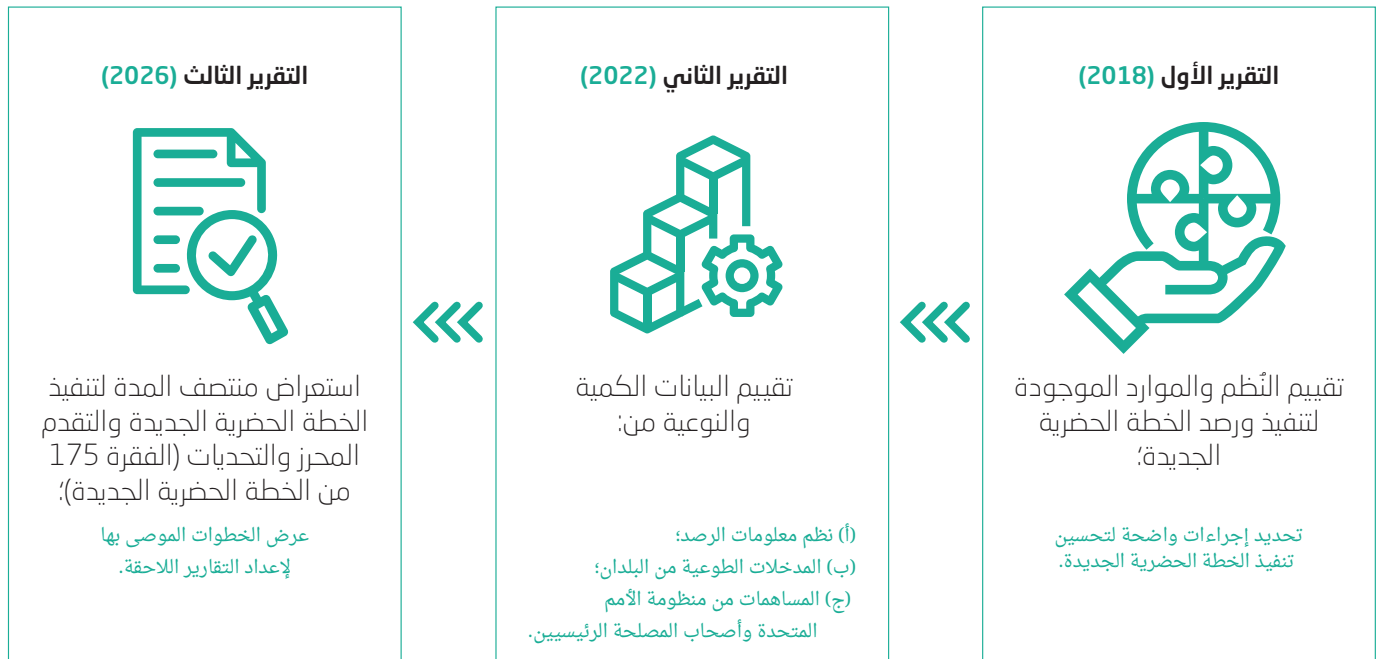 التقرير الأول (2018)
تقييم النُظم والموارد الموجودة
لتنفيذ ورصد الخطة الحضرية
الجديدة؛
تحديد إجراءات واضحة لتحسين
تنفيذ الخطة الحضرية الجديدة.
التقرير الثاني (2022)
تقييم البيانات الكمية
والنوعية من:
(أ) نظم معلومات الرصد؛
(ب) المدخلات الطوعية من البلدان؛
(ج) المساهمات من منظومة الأمم
المتحدة وأصحاب المصلحة الرئيسيين.
التقرير الثالث (2026)
استعراض منتصف المدة لتنفيذ
الخطة الحضرية الجديدة والتقدم
المحرز والتحديات (الفقرة 175
من الخطة الحضرية الجديدة)؛
عرض الخطوات الموصى بها
لإعداد التقارير اللاحقة.